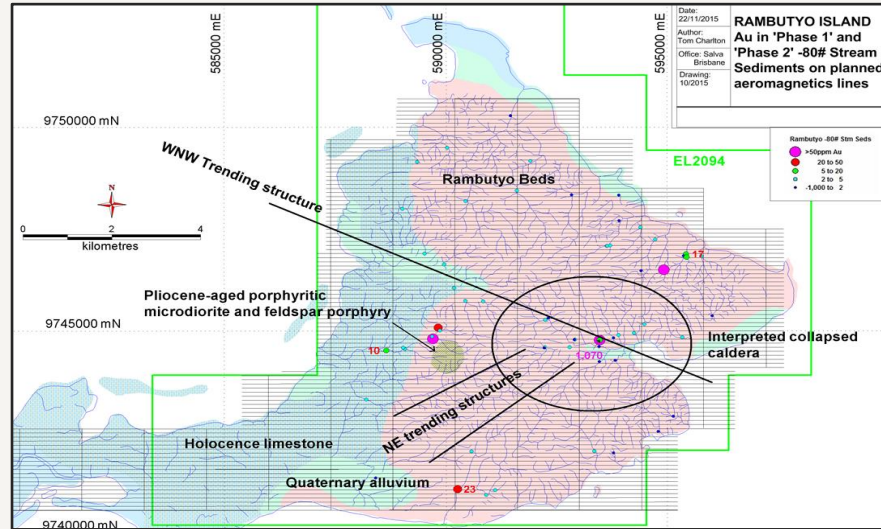 Date:
22/11/2015
Author:
Tom Charlton
Office: Salva
Brisbane
Drawing:
10/2015
RAMBUTYO ISLAND
Au in 'Phase 1' and
'Phase 2' -80# Stream
Sediments on planned
aeromagnetics lines
585000 mE
590000 mE
595000 mE
9750000 mN
9745000 mN
9740000 mN
Rambutyo -80# Stm Seds
>50ppm Au
20 to 50
5 to 20
2 to 5
-1,000 to 2
EL2094
WNW Trending structure
Rambutyo Beds
N
0 2 4
kilometres
17
Pliocene-aged porphyritic
microdiorite and feldspar porphyry
10
1,070
Interpreted collapsed
caldera
NE trending structures
Holocence limestone
Quaternary alluvium
23